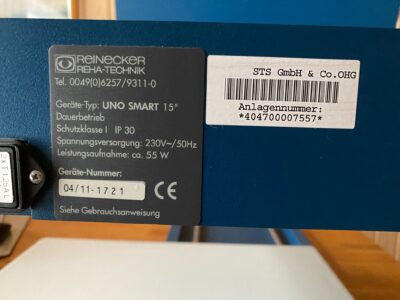 REINECKER
REHA-TECHNIK
Tel. 0049(0)6257/9311-0
Geräte-Typ: UNO SMART 15"
Dauerbetrieb
Schutzklasse I IP 30
Spannungsversorgung: 230V~/50Hz
Leistungsaufnahme: ca. 55 W
Geräte-Nummer:
04/11-1721
CE
Siehe Gebrauchsanweisung
STS GmbH & Co.OHG
Anlagennummer:
*404700007557*
2XT1,25A L